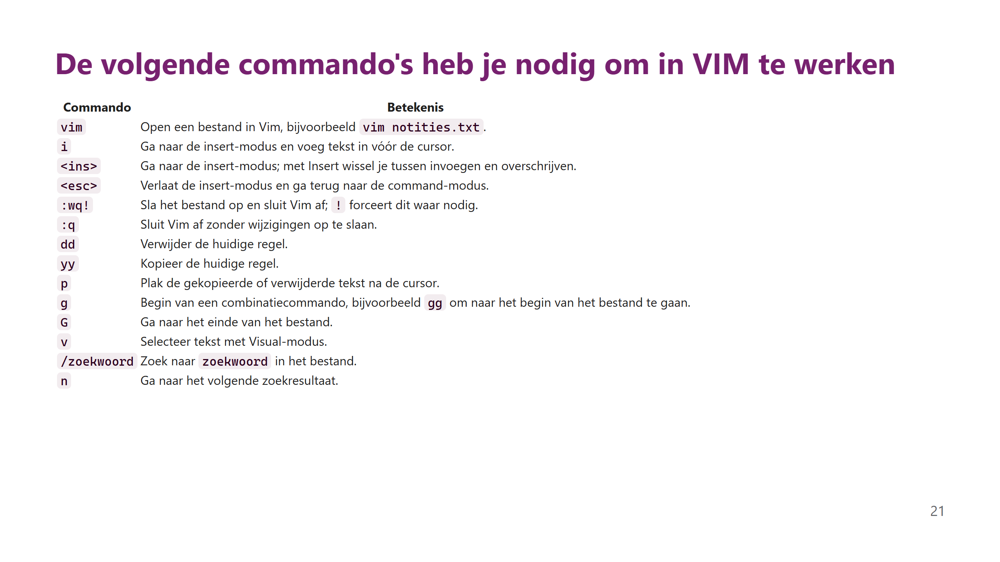 De volgende commando's heb je nodig om in VIM te werken
Commando Betekenis
vim Open een bestand in Vim, bijvoorbeeld vim notities.txt.
i Ga naar de insert-modus en voeg tekst in vóór de cursor.
<ins> Ga naar de insert-modus; met Insert wissel je tussen invoegen en overschrijven.
<esc> Verlaat de insert-modus en ga terug naar de command-modus.
:wq! Sla het bestand op en sluit Vim af; ! forceert dit waar nodig.
:q Sluit Vim af zonder wijzigingen op te slaan.
dd Verwijder de huidige regel.
yy Kopieer de huidige regel.
p Plak de gekopieerde of verwijderde tekst na de cursor.
g Begin van een combinatiecommando, bijvoorbeeld gg om naar het begin van het bestand te gaan.
G Ga naar het einde van het bestand.
v Selecteer tekst met Visual-modus.
/zoekwoord Zoek naar zoekwoord in het bestand.
n Ga naar het volgende zoekresultaat.
21